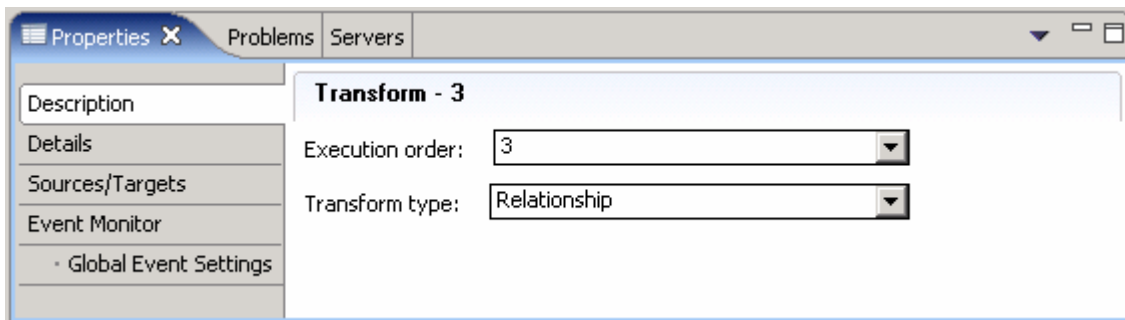 Properties Problems Servers
Description
Details
Sources/Targets
Event Monitor
Global Event Settings
Transform - 3
Execution order: 3
Transform type: Relationship